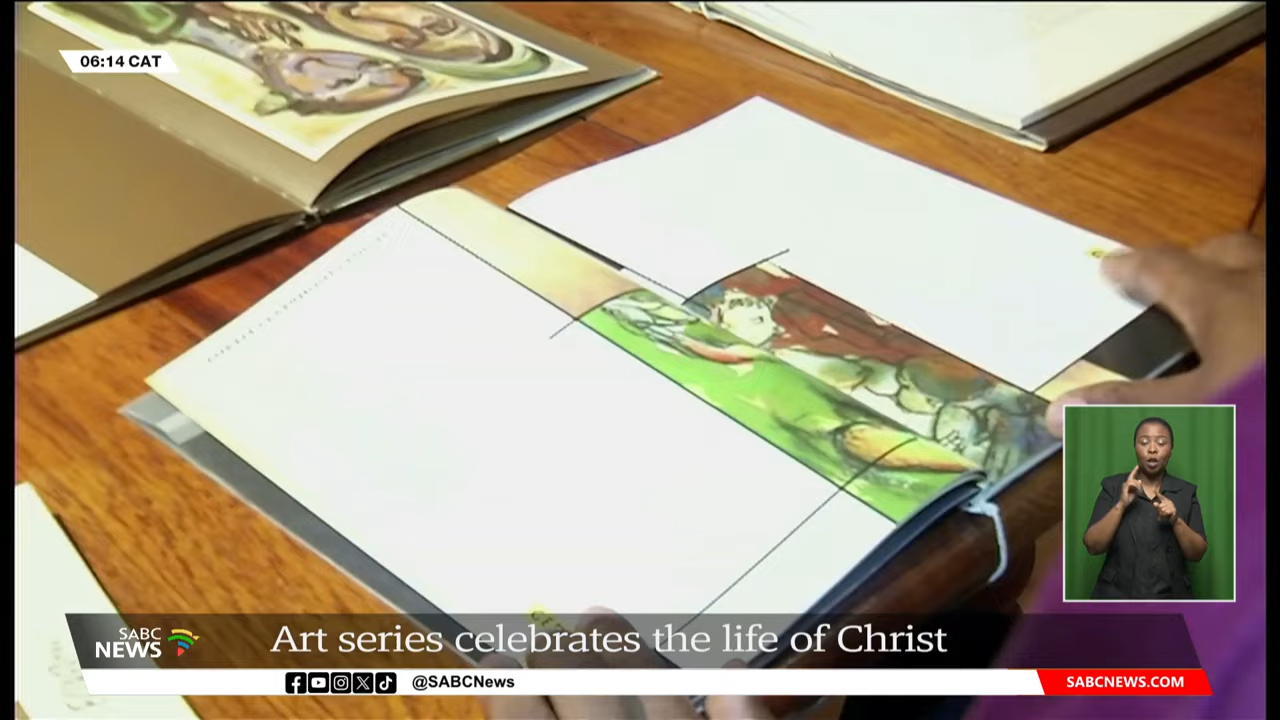 06:14 CAT
SABC
NEWS
Art series celebrates the life of Christ
@SABCNews
SABCNEWS.COM